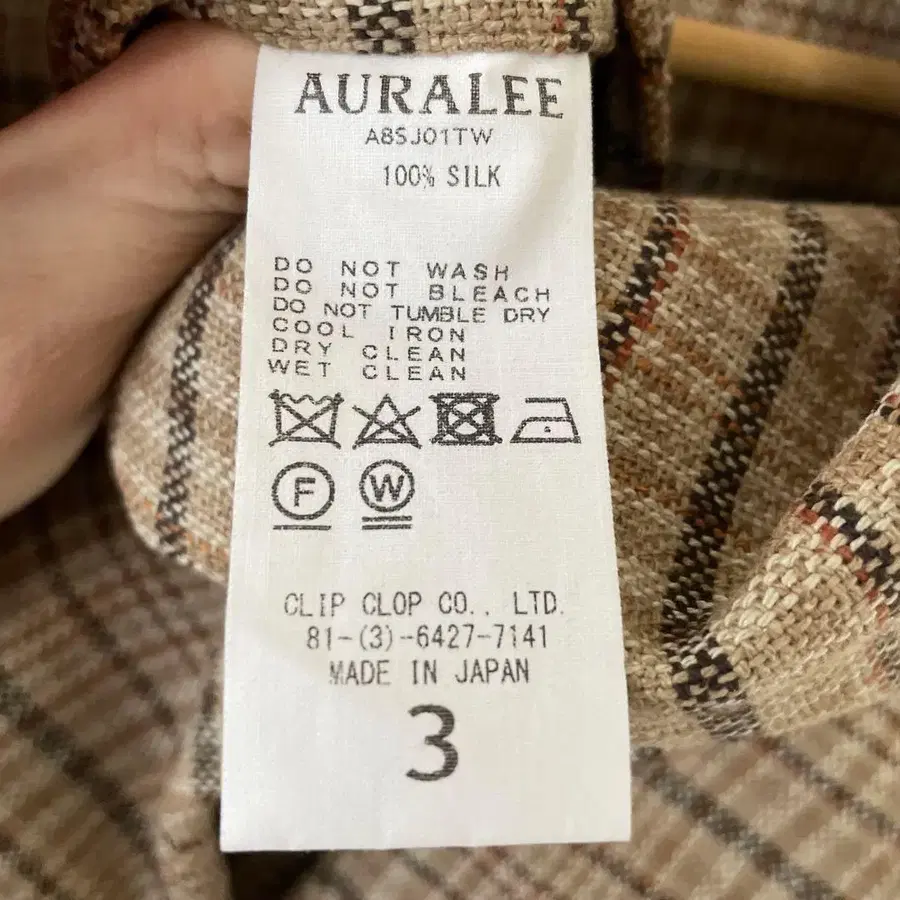 AURALEE
A8SJ01TW
100% SILK
DO NOT WASH
DO NOT BLEACH
DO NOT TUMBLE DRY
COOL IRON
DRY CLEAN
WET CLEAN
F W
CLIP CLOP CO., LTD.
81-(3)-6427-7141
MADE IN JAPAN
3